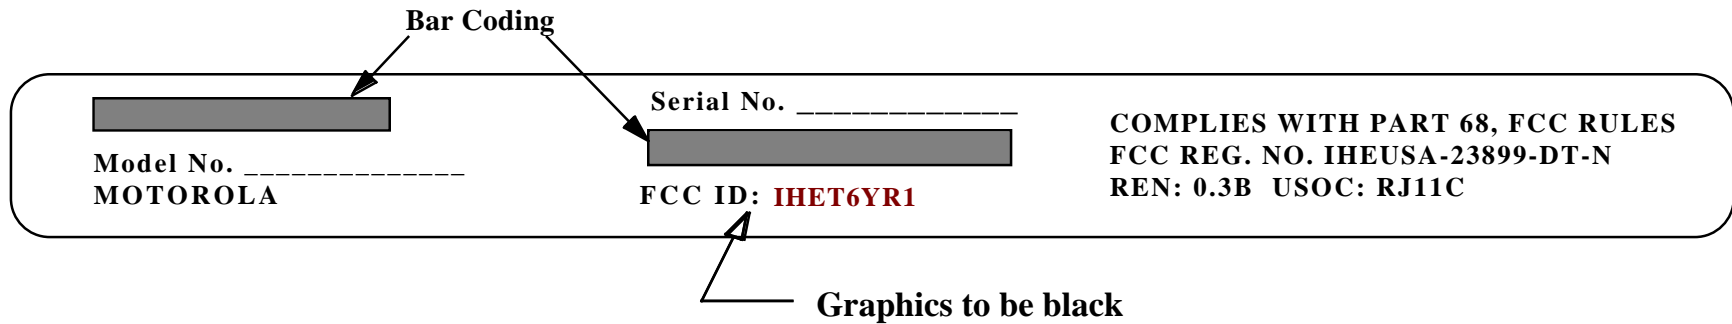 Bar Coding
Model No. ______________
MOTOROLA
Serial No. ____________
FCC ID: IHET6YR1
COMPLIES WITH PART 68, FCC RULES
FCC REG. NO. IHEUSA-23899-DT-N
REN: 0.3B USOC: RJ11C
Graphics to be black